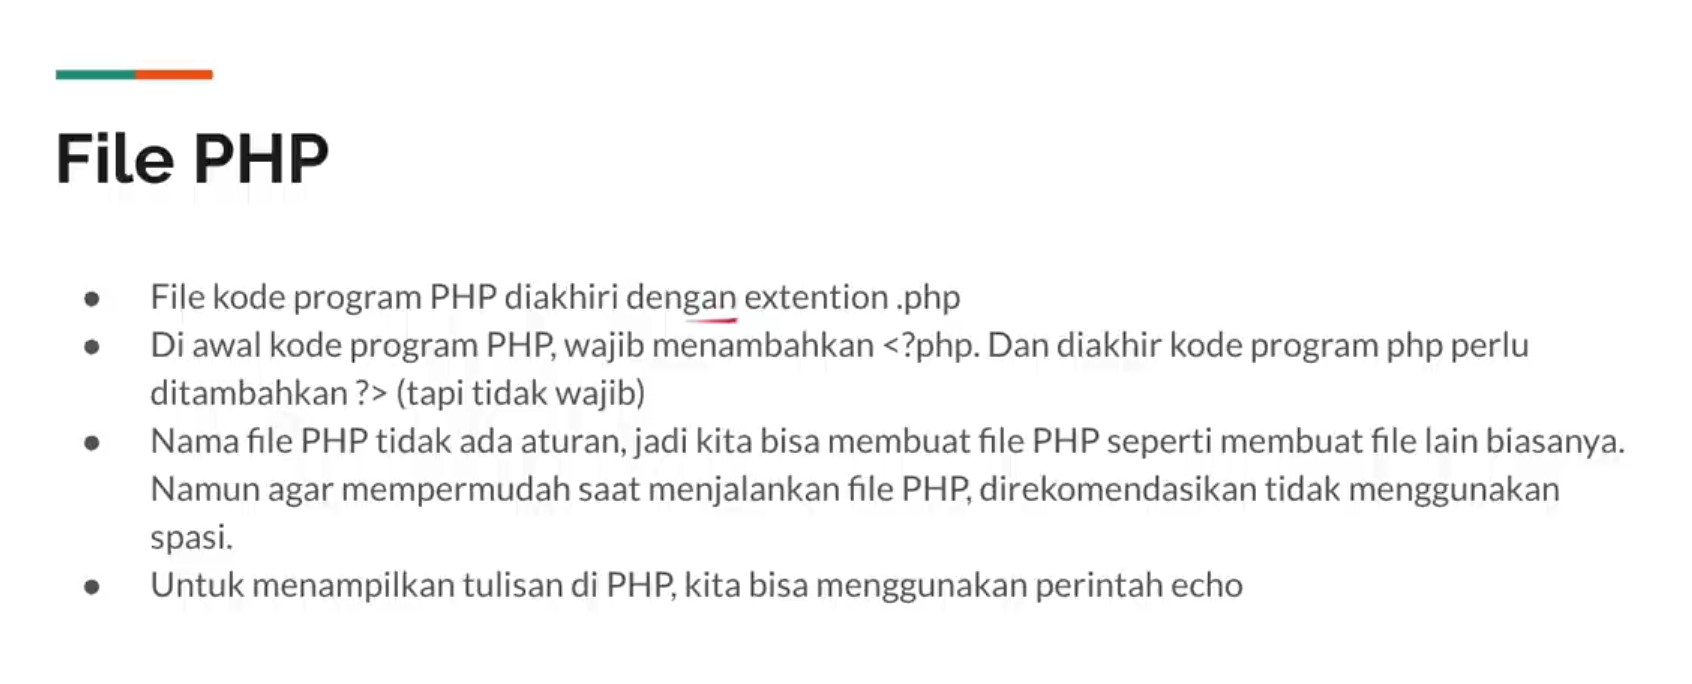 File PHP
● File kode program PHP diakhiri dengan extention .php
● Di awal kode program PHP, wajib menambahkan <?php. Dan diakhir kode program php perlu
ditambahkan ?> (tapi tidak wajib)
● Nama file PHP tidak ada aturan, jadi kita bisa membuat file PHP seperti membuat file lain biasanya.
Namun agar mempermudah saat menjalankan file PHP, direkomendasikan tidak menggunakan
spasi.
● Untuk menampilkan tulisan di PHP, kita bisa menggunakan perintah echo